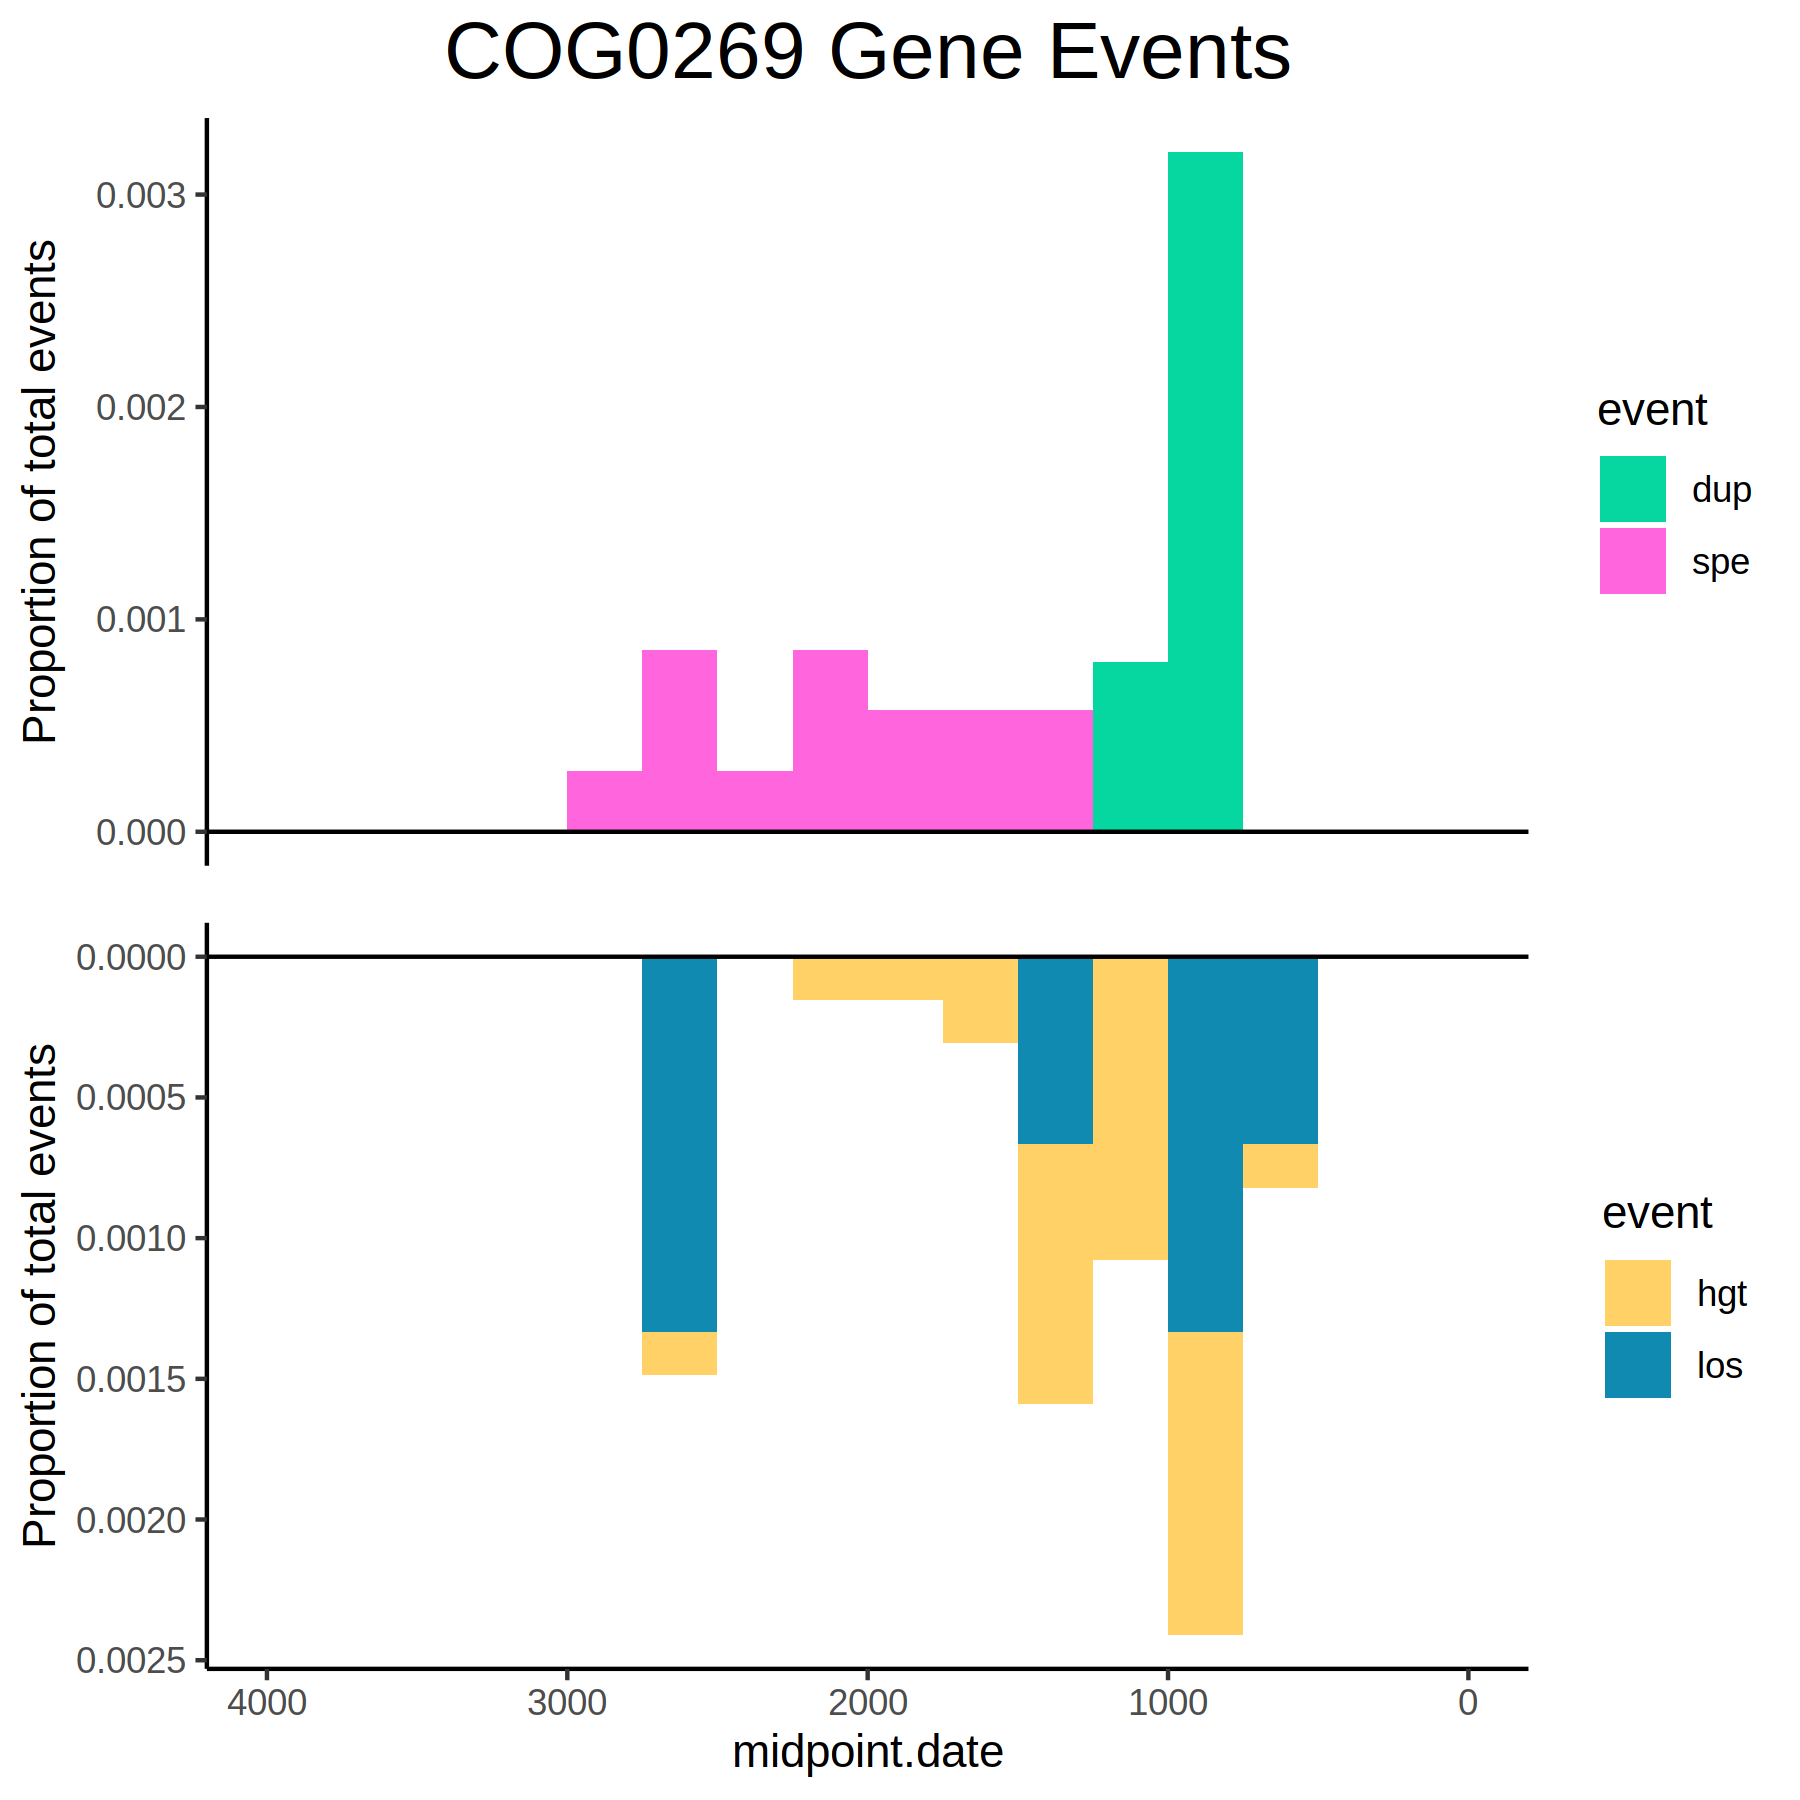 COG0269 Gene Events
Proportion of total events
0.003
0.002
0.001
0.000
event
dup
spe
Proportion of total events
0.0000
0.0005
0.0010
0.0015
0.0020
0.0025
event
hgt
los
4000 3000 2000 1000 0
midpoint.date